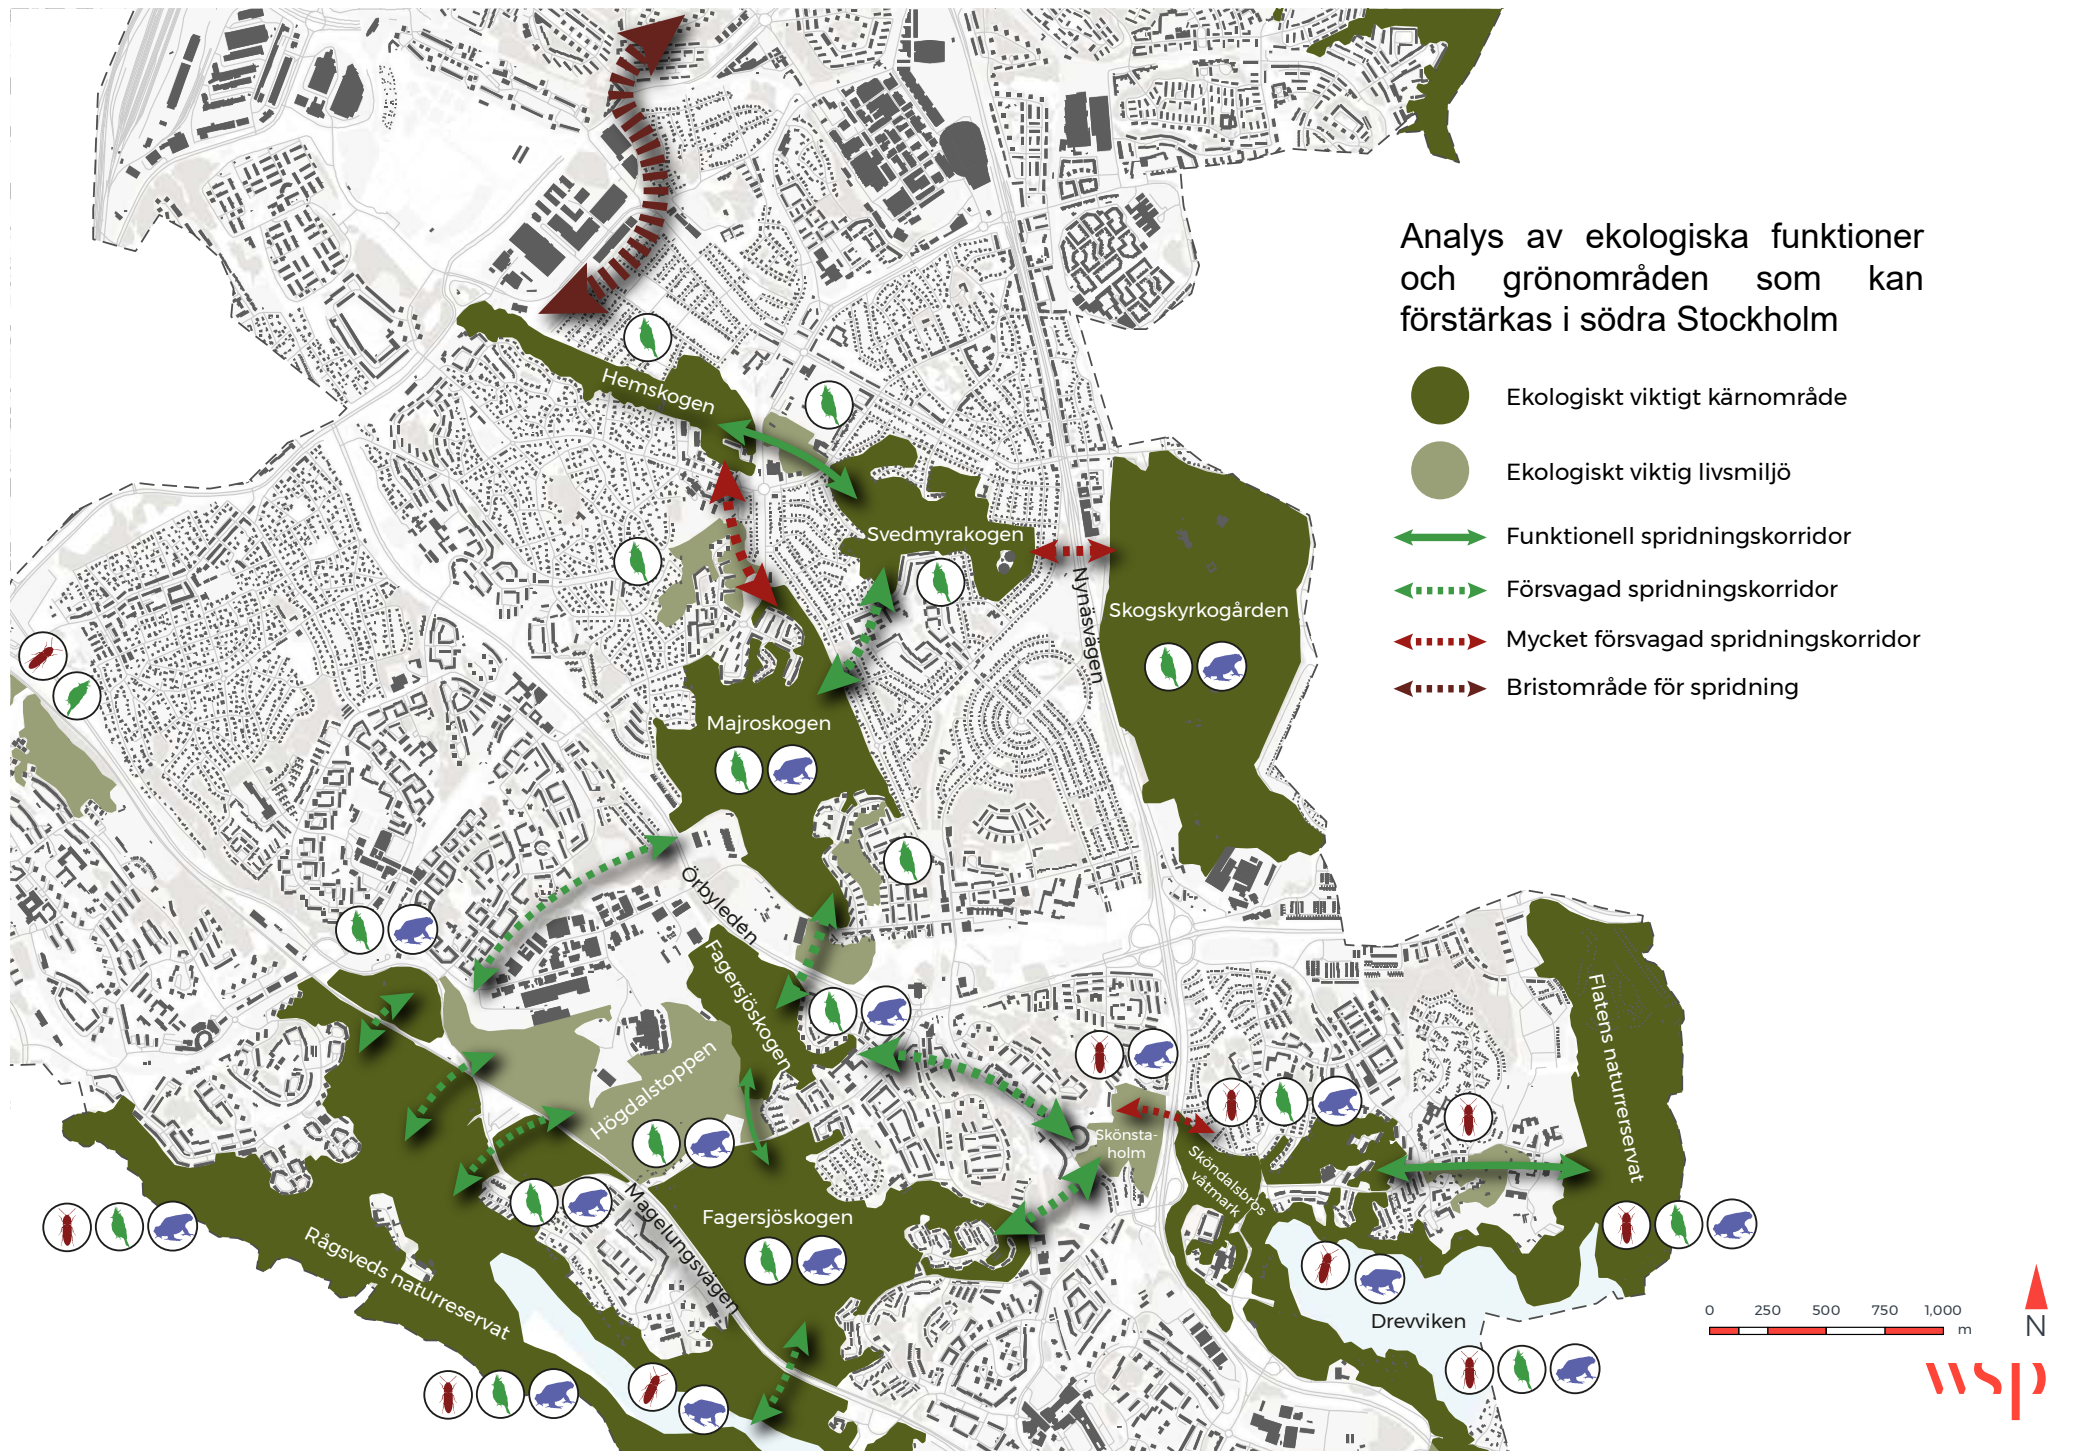 Analys av ekologiska funktioner
och grönområden som kan
förstärkas i södra Stockholm
Ekologiskt viktigt kärnområde
Ekologiskt viktig livsmiljö
Funktionell spridningskorridor
Försvagad spridningskorridor
Mycket försvagad spridningskorridor
Bristområde för spridning
Hemskogen
Svedmyrakogen
Nynäsvägen
Skogskyrkogården
Majroskogen
Örbyleden
Fagersjöskogen
Flatens naturrerservat
Högdalstoppen
Skönsta-
holm
Sköndalsbros
våtmark
Magelungsvägen
Fagersjöskogen
Rågsveds naturreservat
Drevviken
0 250 500 750 1,000
m
N
wsp